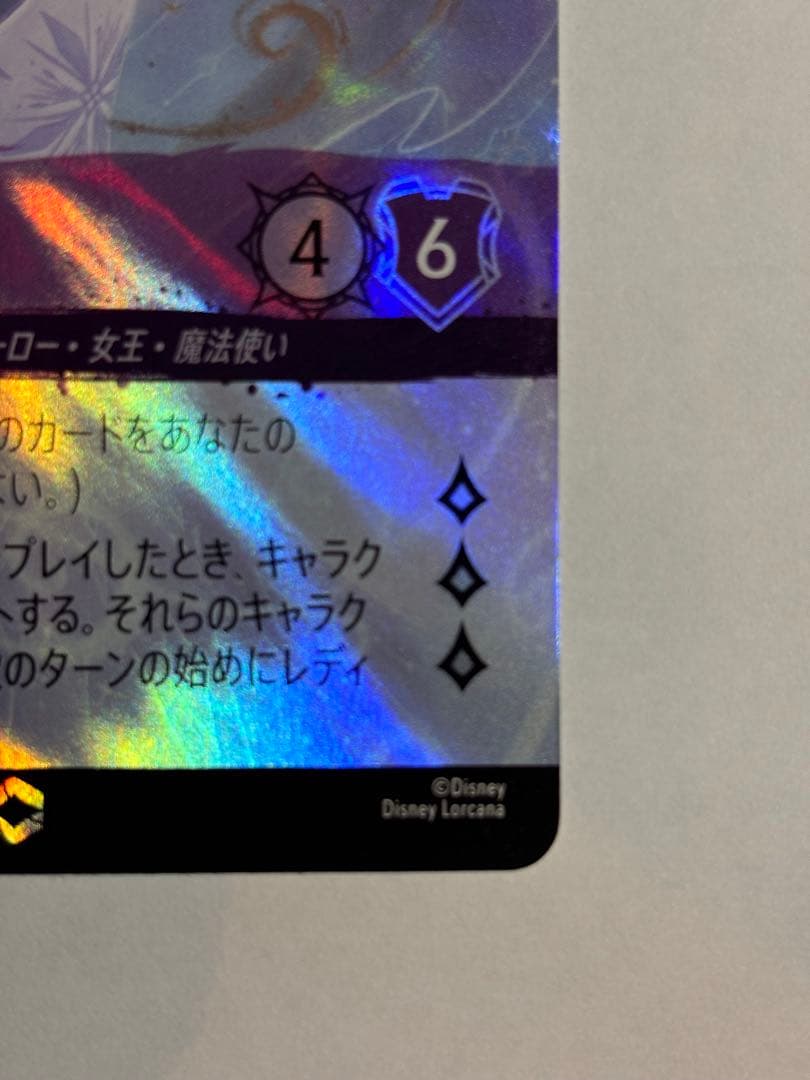 4 6
ーロー・女王・魔法使い
のカードをあなたの
ない。)
プレイしたとき、キャラク
トする。それらのキャラク
のターンの始めにレディ
©Disney
Disney Lorcana